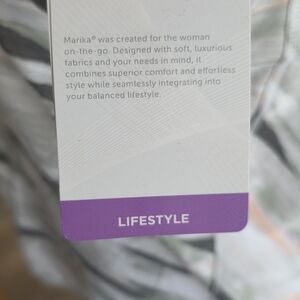 Marika® was created for the woman
on-the-go. Designed with soft, luxurious
fabrics and your needs in mind, it
combines superior comfort and effortless
style while seamlessly integrating into
your balanced lifestyle.
LIFESTYLE